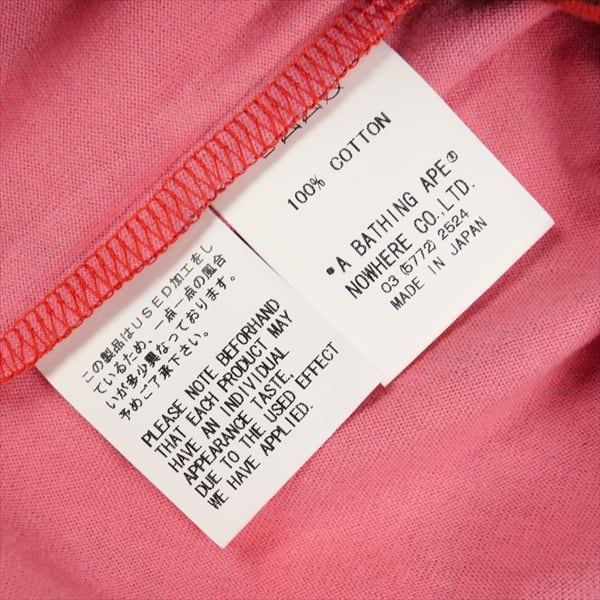 この製品はUSED加工をし
ているため、一点一点の風合
いが多少異なっております。
予めご了承下さい。
PLEASE NOTE BEFORHAND
THAT EACH PRODUCT MAY
HAVE AN INDIVIDUAL
APPEARANCE TASTE.
DUE TO THE USED EFFECT
WE HAVE APPLIED.
100% COTTON
*A BATHING APE®
NOWHERE CO.,LTD.
03 (5772) 2524
MADE IN JAPAN